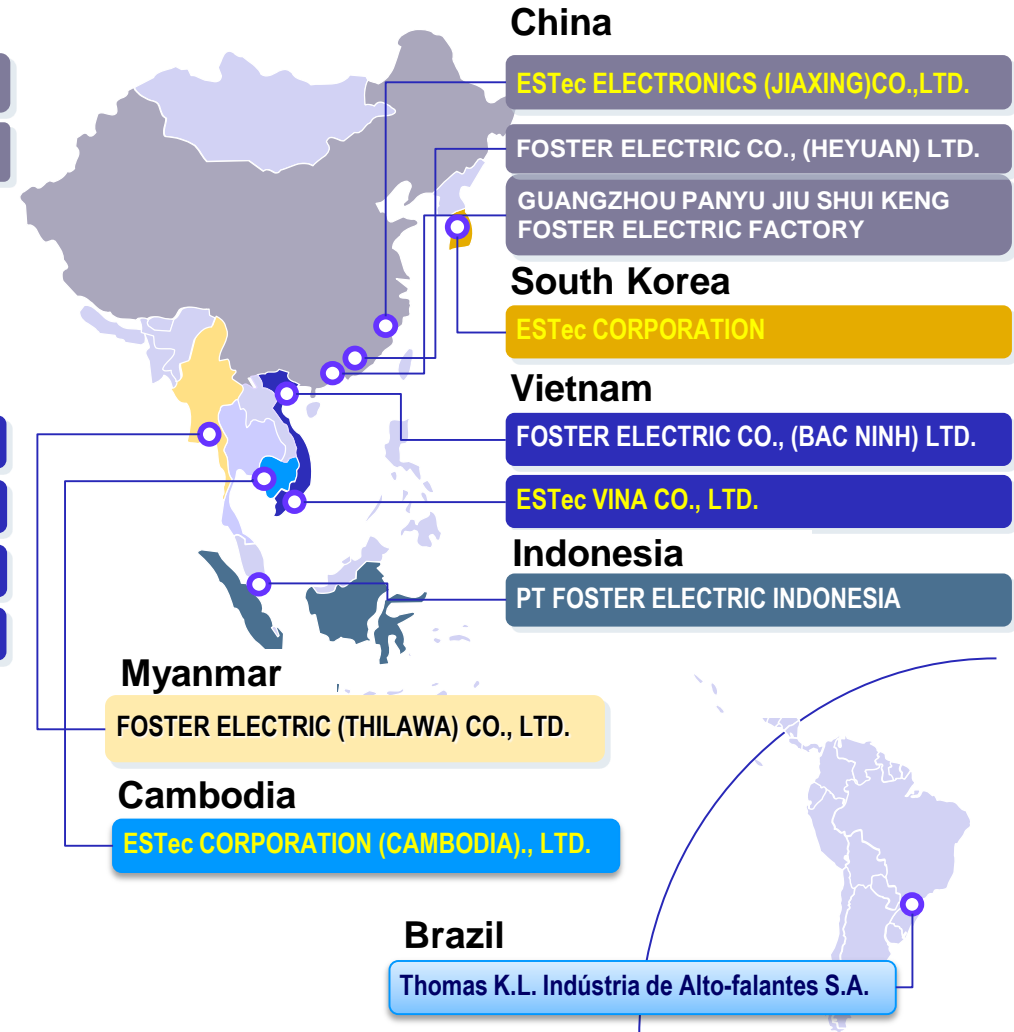 China
ESTec ELECTRONICS (JIAXING)CO.,LTD.
FOSTER ELECTRIC CO., (HEYUAN) LTD.
GUANGZHOU PANYU JIU SHUI KENG
FOSTER ELECTRIC FACTORY
South Korea
ESTec CORPORATION
Vietnam
FOSTER ELECTRIC CO., (BAC NINH) LTD.
ESTec VINA CO., LTD.
Indonesia
PT FOSTER ELECTRIC INDONESIA
Myanmar
FOSTER ELECTRIC (THILAWA) CO., LTD.
Cambodia
ESTec CORPORATION (CAMBODIA)., LTD.
Brazil
Thomas K.L. Indústria de Alto-falantes S.A.